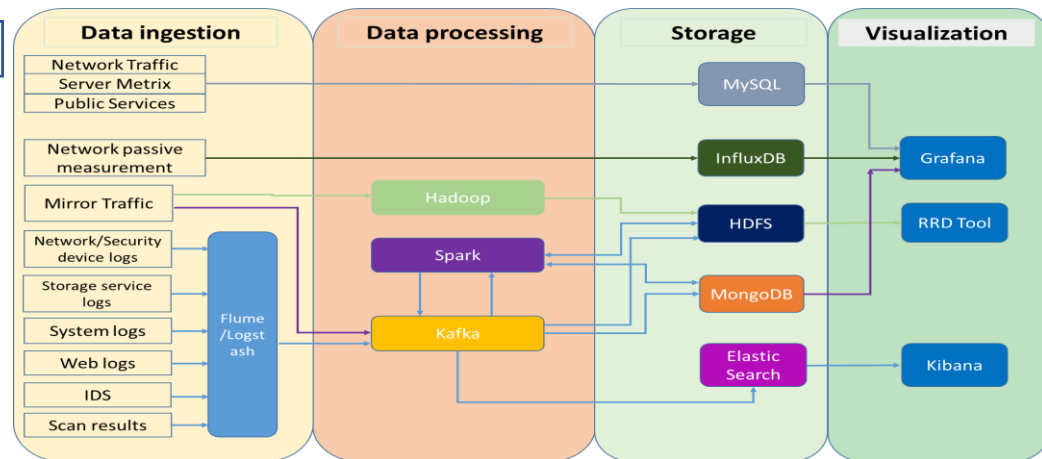 Data ingestion
Data processing
Storage
Visualization
Network Traffic
Server Metrix
Public Services
MySQL
Network passive
measurement
InfluxDB
Grafana
Mirror Traffic
Hadoop
HDFS
RRD Tool
Network/Security
device logs
Spark
Storage service
logs
MongoDB
Flume
/Logst
ash
System logs
Kafka
Web logs
Elastic
Search
Kibana
IDS
Scan results